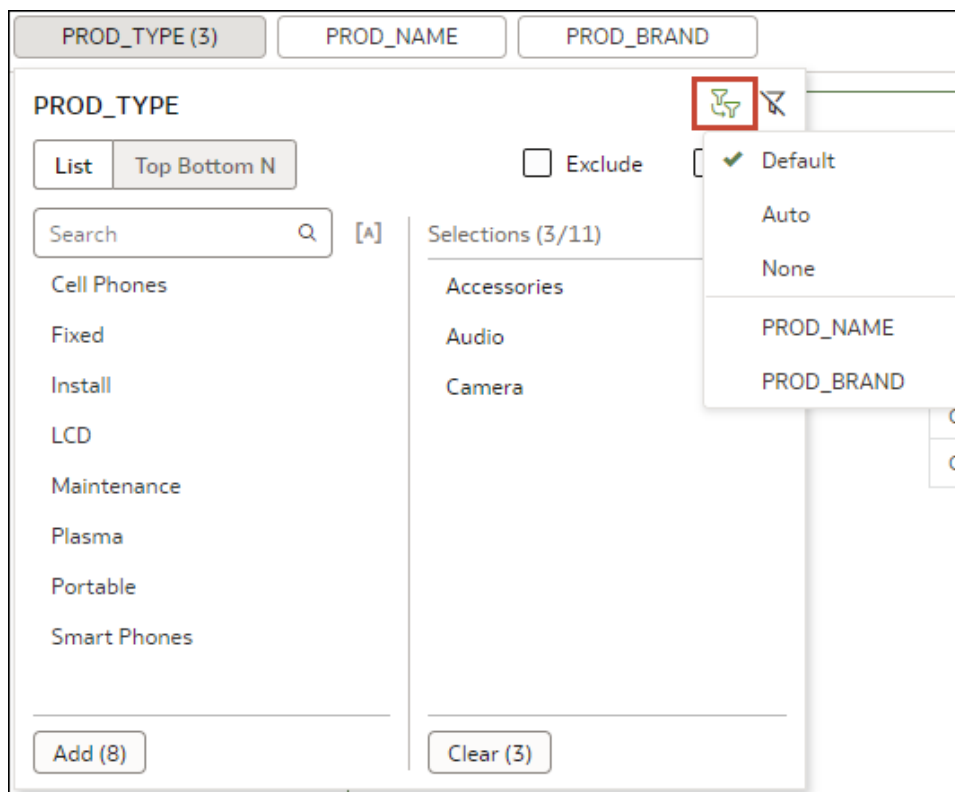 PROD_TYPE (3) PROD_NAME PROD_BRAND
PROD_TYPE
List Top Bottom N Exclude
Default
Auto
None
PROD_NAME
PROD_BRAND
Search [A]
Cell Phones
Fixed
Install
LCD
Maintenance
Plasma
Portable
Smart Phones
Add (8)
Selections (3/11)
Accessories
Audio
Camera
Clear (3)